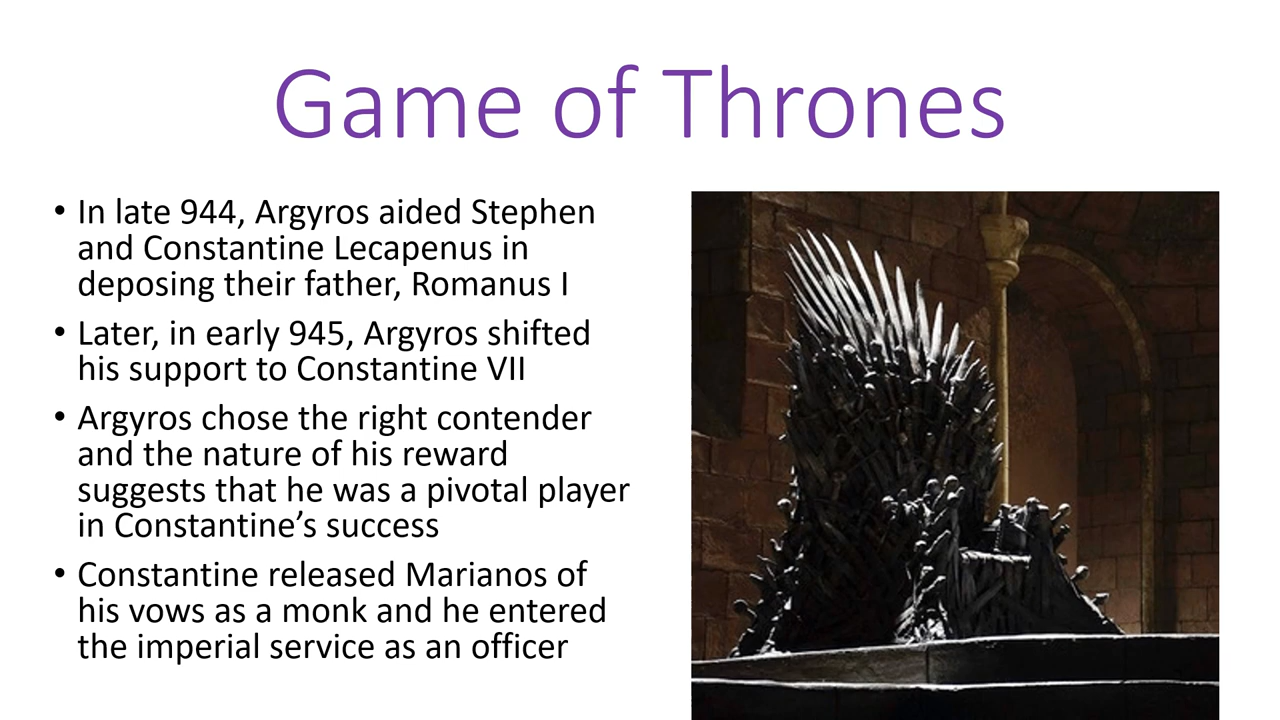 Game of Thrones
• In late 944, Argyros aided Stephen
and Constantine Lecapenus in
deposing their father, Romanus I
• Later, in early 945, Argyros shifted
his support to Constantine VII
• Argyros chose the right contender
and the nature of his reward
suggests that he was a pivotal player
in Constantine’s success
• Constantine released Marianos of
his vows as a monk and he entered
the imperial service as an officer